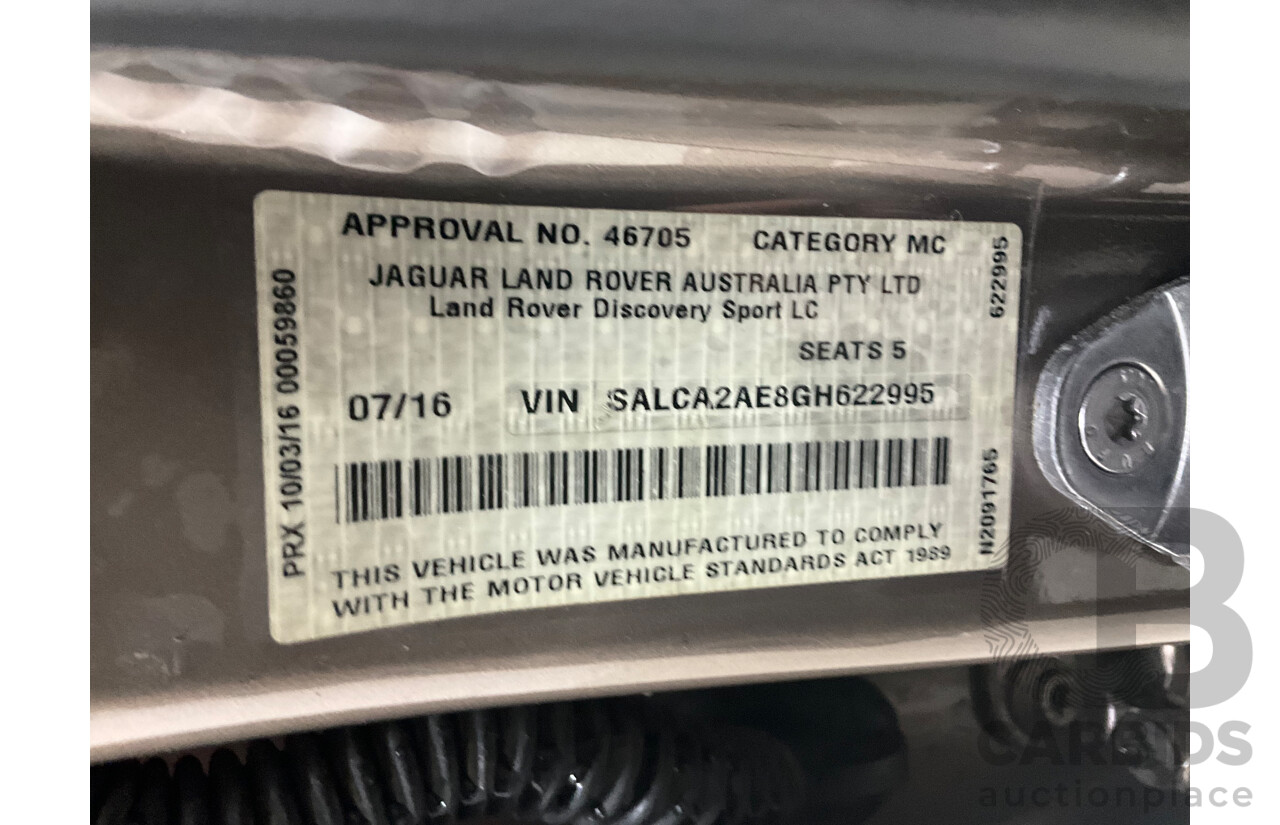 APPROVAL NO. 46705 CATEGORY MC
JAGUAR LAND ROVER AUSTRALIA PTY LTD
Land Rover Discovery Sport LC
SEATS 5
07/16 VIN SALCA2AE8GH622995
THIS VEHICLE WAS MANUFACTURED TO COMPLY
WITH THE MOTOR VEHICLE STANDARDS ACT 1989
PRX 10/03/16 00059860
622995
N2091765
CB
CARBIDS
auctionplace